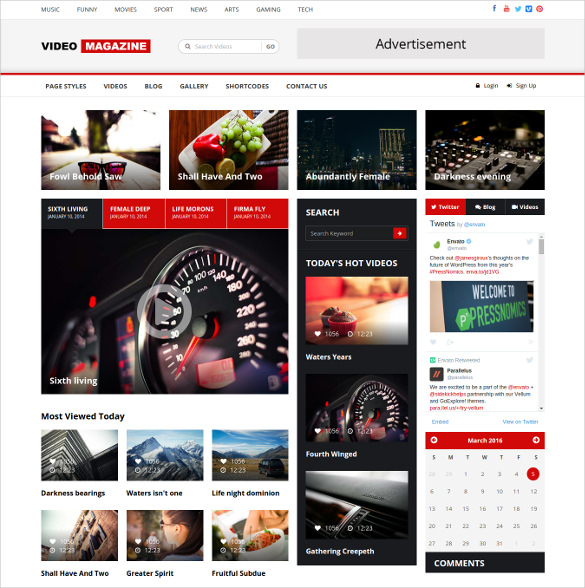 MUSIC FUNNY MOVIES SPORT NEWS ARTS GAMING TECH
VIDEO MAGAZINE
Search Videos GO
Advertisement
PAGE STYLES VIDEOS BLOG GALLERY SHORTCODES CONTACT US
Login Sign Up
Fowl Behold Saw
Shall Have And Two
Abundantly Female
Darkness evening
SIXTH LIVING
JANUARY 10, 2014
FEMALE DEEP
JANUARY 10, 2014
LIFE MORONS
JANUARY 10, 2014
FIRMA FLY
JANUARY 10, 2014
Sixth living
Most Viewed Today
1056
12:23
Darkness bearings
1056
12:23
Waters isn't one
1056
12:23
Life night dominion
1056
12:23
Shall Have And Two
1056
12:23
Greater Spirit
1056
12:23
Fruitful Subdue
SEARCH
Search Keyword
TODAY'S HOT VIDEOS
1056 12:23
Waters Years
1056 12:23
Fourth Winged
1056 12:23
Gathering Creepeth
Twitter Blog Videos
Tweets by @envato
Envato
@envato
Check out @janesginux's thoughts on the
future of WordPress from this year's
#PressNomics.
WELCOME TO
PRESSNOMICS
Envato Retweeted
Parallelus
@parallelus
We are excited to be a part of the @envato +
@sidekickhelps partnership with our Vellum
and GoExplore! themes.
para.llel.us/+try-vellum
Embed View on Twitter
March 2016
S M T W T F S
28 29 1 2 3 4 5
6 7 8 9 10 11 12
13 14 15 16 17 18 19
20 21 22 23 24 25 26
27 28 29 30 31 1 2
COMMENTS